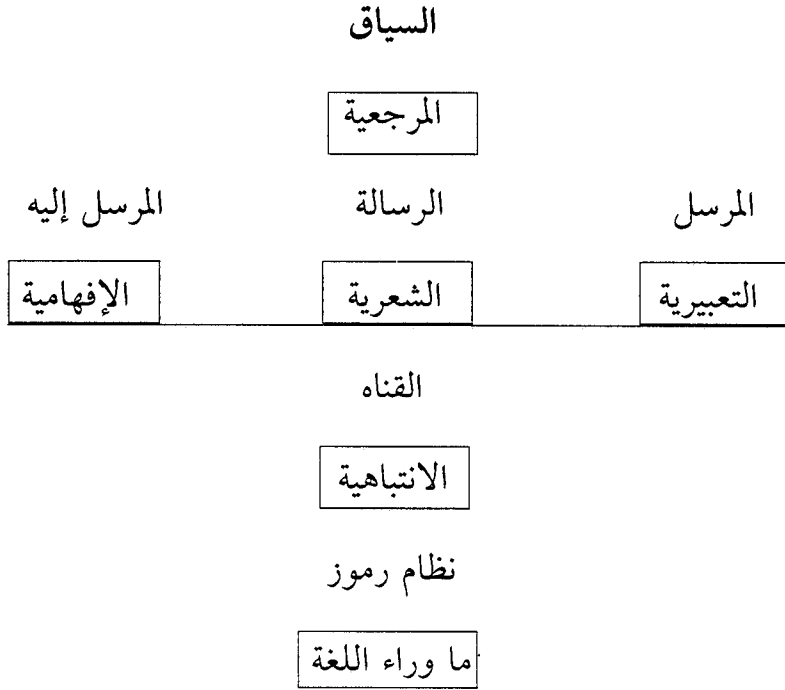 السياق
المرجعية
المرسل الرسالة المرسل إليه
التعبيرية الشعرية الإفهامية
القناه
الانتباهية
نظام رموز
ما وراء اللغة